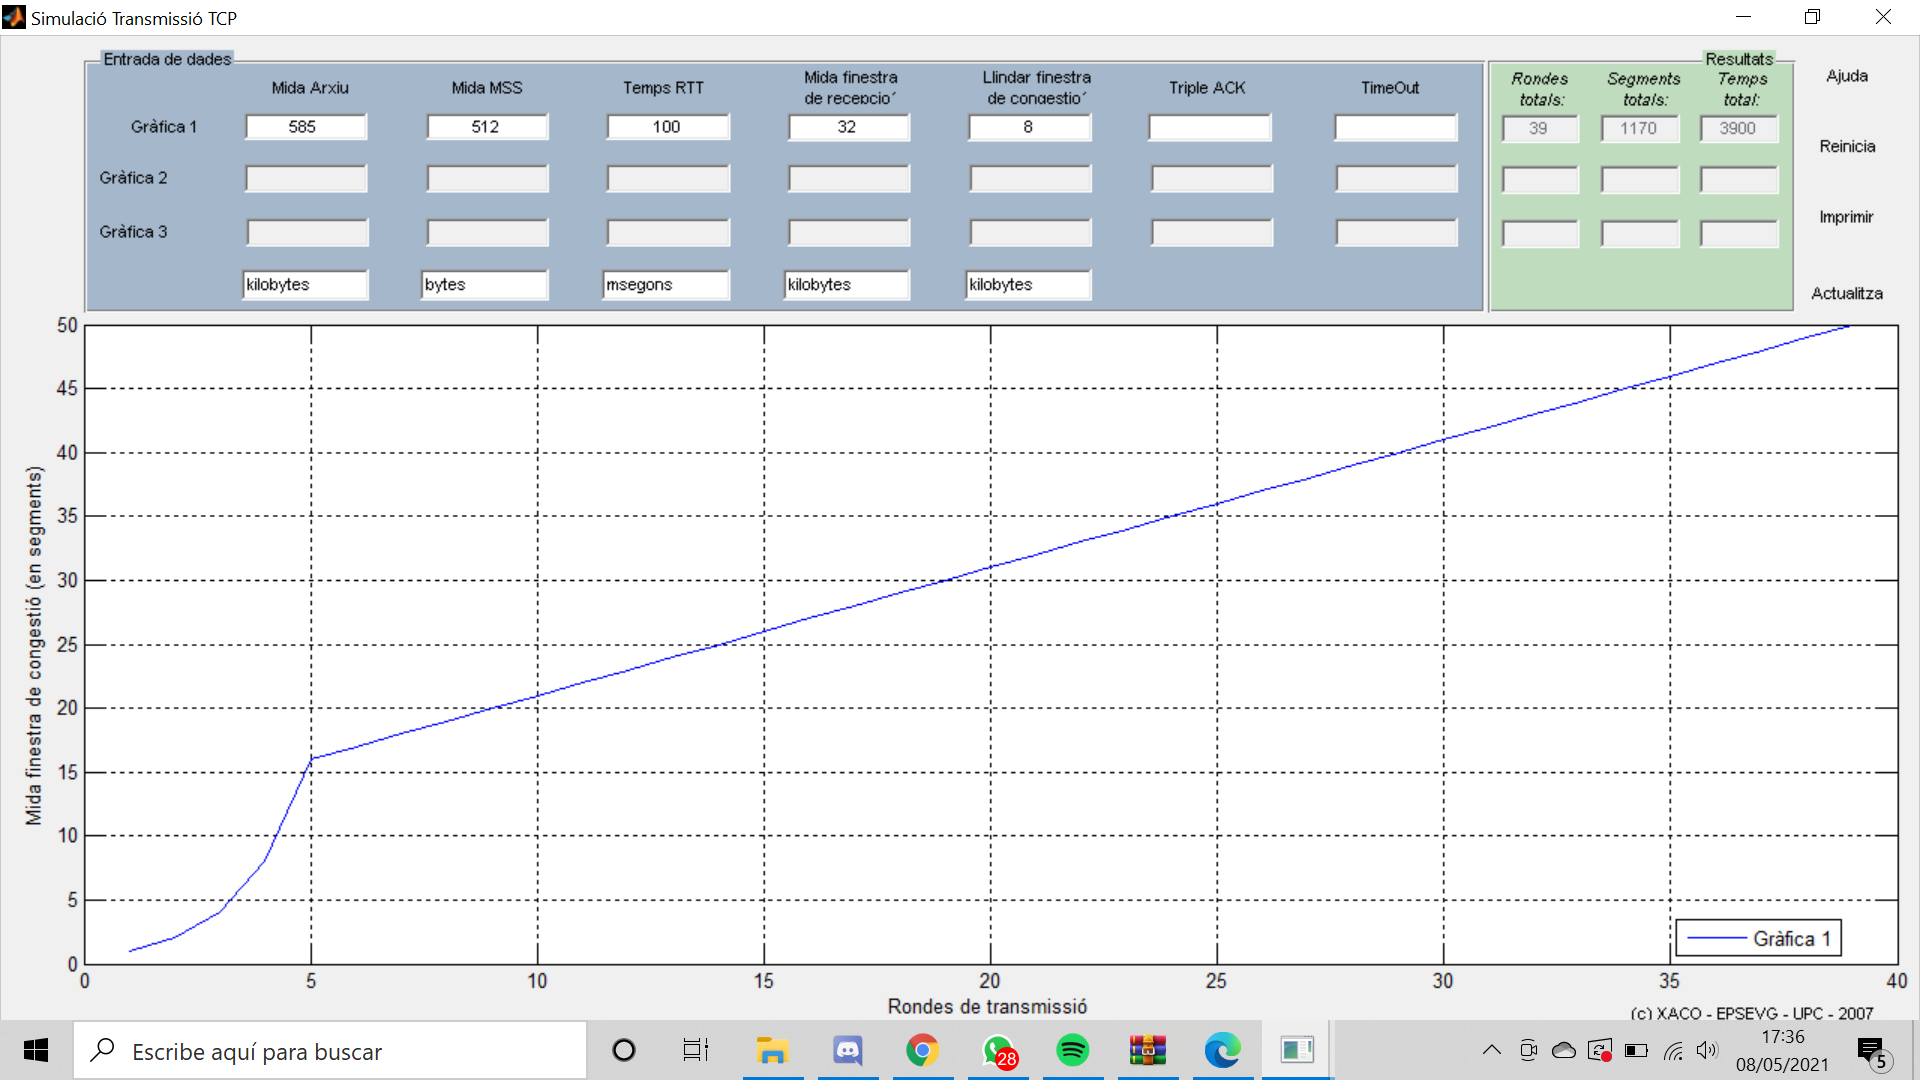 Simulació Transmissió TCP
Entrada de dades
Resultats
Mida Arxiu
Mida MSS
Temps RTT
Mida finestra
de recepcio´
Llindar finestra
de congestio´
Triple ACK
TimeOut
Rondes
totals:
Segments
totals:
Temps
total:
Ajuda
Gràfica 1
585
512
100
32
8
39
1170
3900
Reinicia
Gràfica 2
Gràfica 3
Imprimir
kilobytes
bytes
msegons
kilobytes
kilobytes
Actualitza
50
45
40
35
30
25
20
15
10
5
0
Mida finestra de congestió (en segments)
Gràfica 1
0 5 10 15 20 25 30 35 40
Rondes de transmissió
(c) XACO - EPSEVG - UPC - 2007
Escribe aquí para buscar
28
17:36
08/05/2021
5